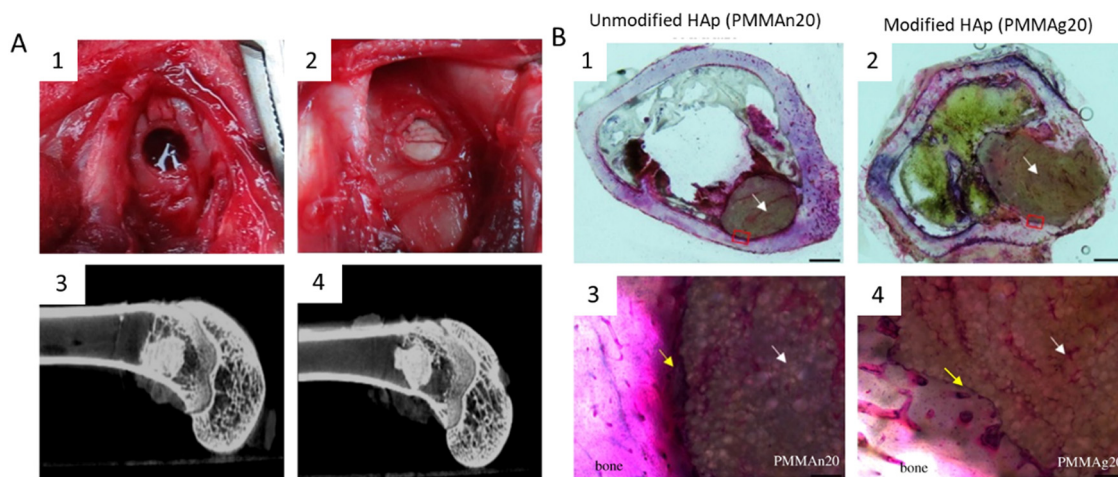 A
1
2
3
4
B
Unmodified HAp (PMMAn20)
Modified HAp (PMMAg20)
1
2
3
bone
PMMAn20
4
bone
PMMAg20